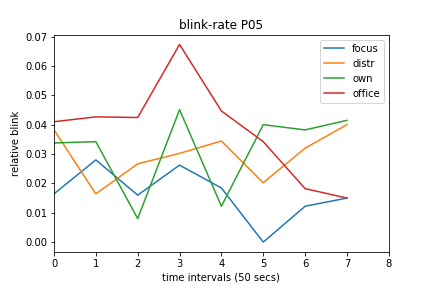 blink-rate P05
relative blink
0.07
0.06
0.05
0.04
0.03
0.02
0.01
0.00
focus
distr
own
office
0 1 2 3 4 5 6 7 8
time intervals (50 secs)